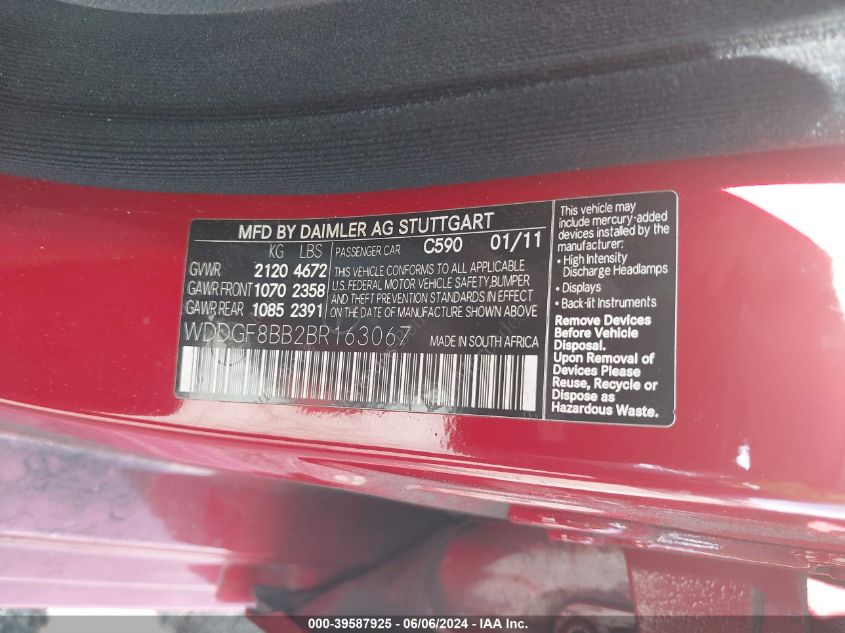 MFD BY DAIMLER AG STUTTGART
KG LBS PASSENGER CAR C590 01/11
GVWR 2120 4672
GAWR FRONT 1070 2358
GAWR REAR 1085 2391
THIS VEHICLE CONFORMS TO ALL APPLICABLE
U.S. FEDERAL MOTOR VEHICLE SAFETY, BUMPER
AND THEFT PREVENTION STANDARDS IN EFFECT
ON THE DATE OF MANUFACTURE SHOWN ABOVE
WDDGF8BB2BR163067 MADE IN SOUTH AFRICA
This vehicle may
include mercury-added
devices installed by
the manufacturer:
• High Intensity
Discharge Headlamps
• Displays
• Back-lit Instruments
Remove Devices
Before Vehicle
Disposal.
Upon Removal of
Devices Please
Reuse, Recycle or
Dispose as
Hazardous Waste.
000-39587925 - 06/06/2024 - IAA Inc.